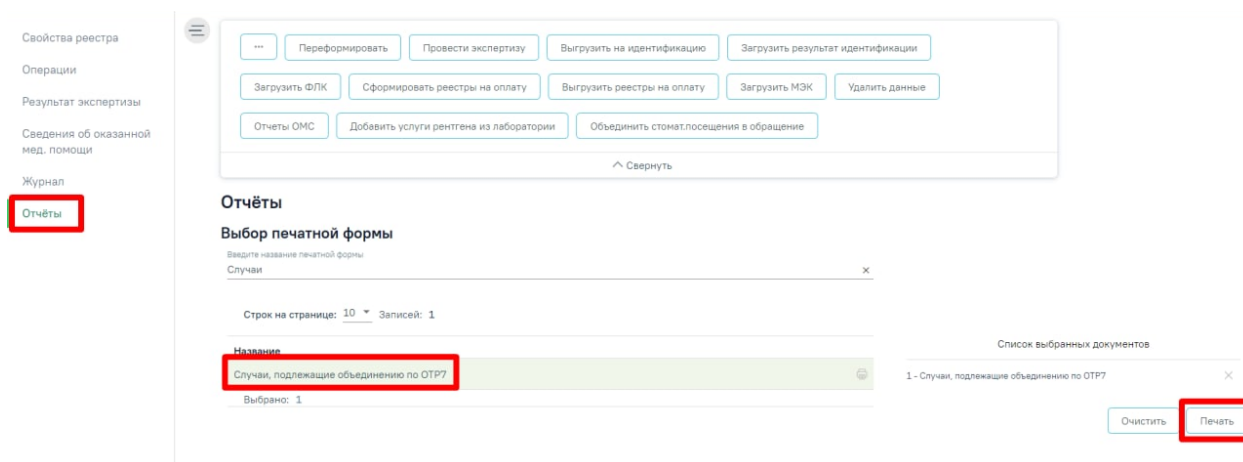 Свойства реестра
Операции
Результат экспертизы
Сведения об оказанной
мед. помощи
Журнал
Отчёты
... Переформировать Провести экспертизу Выгрузить на идентификацию Загрузить результат идентификации
Загрузить ФЛК Сформировать реестры на оплату Выгрузить реестры на оплату Загрузить МЭК Удалить данные
Отчеты ОМС Добавить услуги рентгена из лаборатории Объединить стомат.посещения в обращение
Свернуть
Отчёты
Выбор печатной формы
Введите название печатной формы
Случаи
Строк на странице: 10 Записей: 1
Название
Случаи, подлежащие объединению по ОТР7
Выбрано: 1
Список выбранных документов
1 - Случаи, подлежащие объединению по ОТР7
Очистить Печать